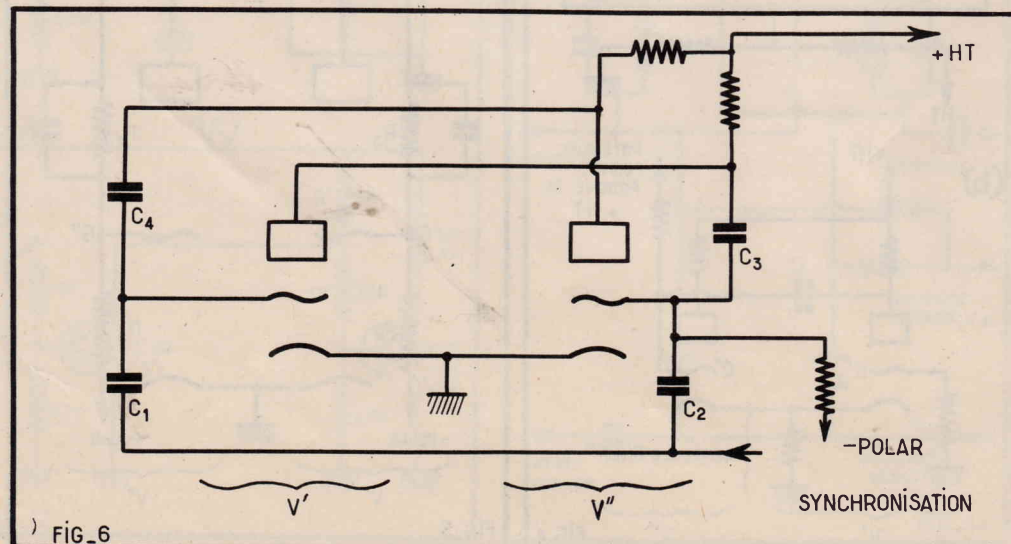 + HT
C4
C3
C1
C2
-POLAR
V'
V"
SYNCHRONiSATiON
FiG_6